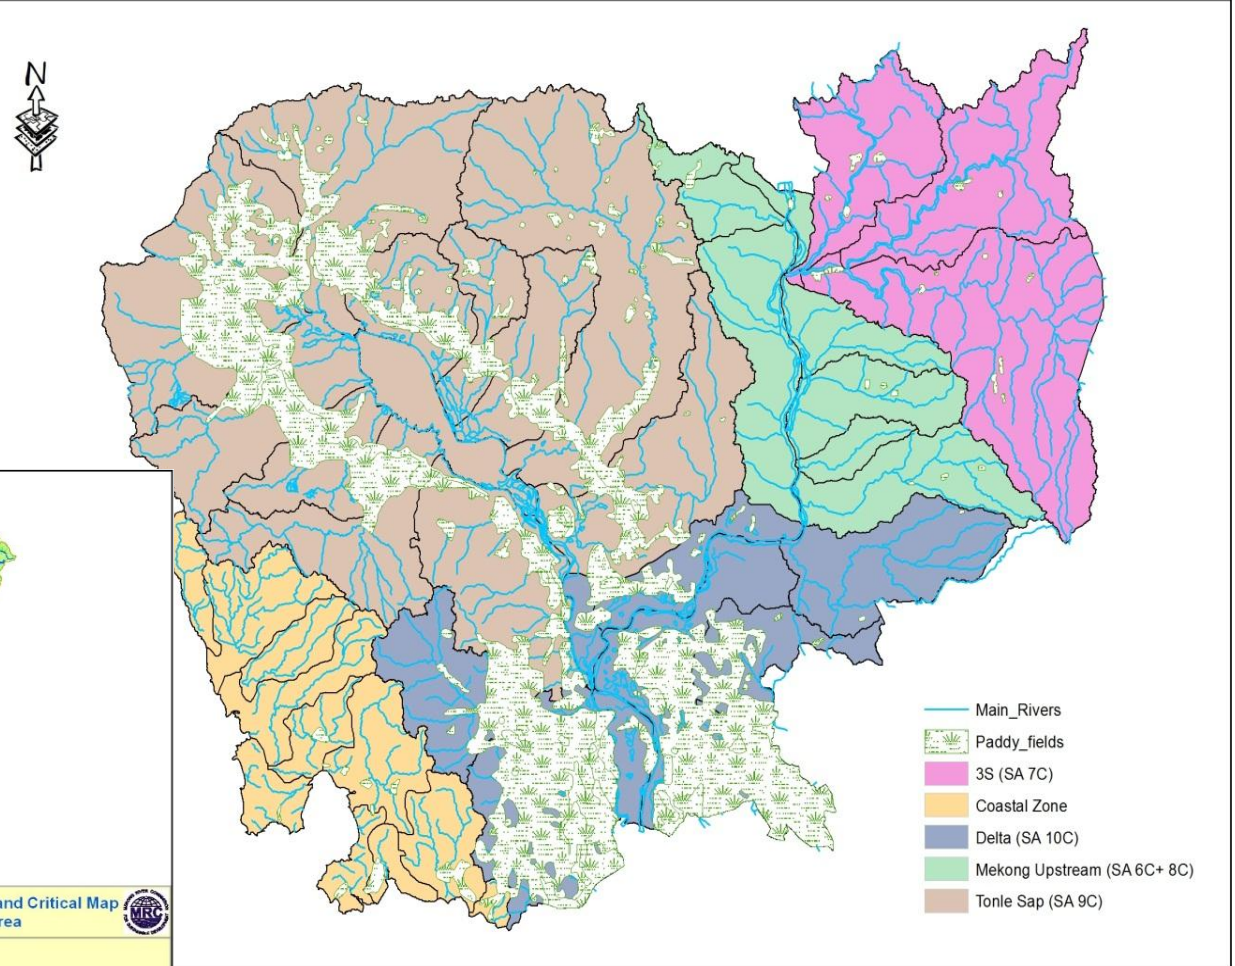 N
Main_Rivers
Paddy_fields
3S (SA 7C)
Coastal Zone
Delta (SA 10C)
Mekong Upstream (SA 6C+ 8C)
Tonle Sap (SA 9C)
and Critical Map
rea
MRC